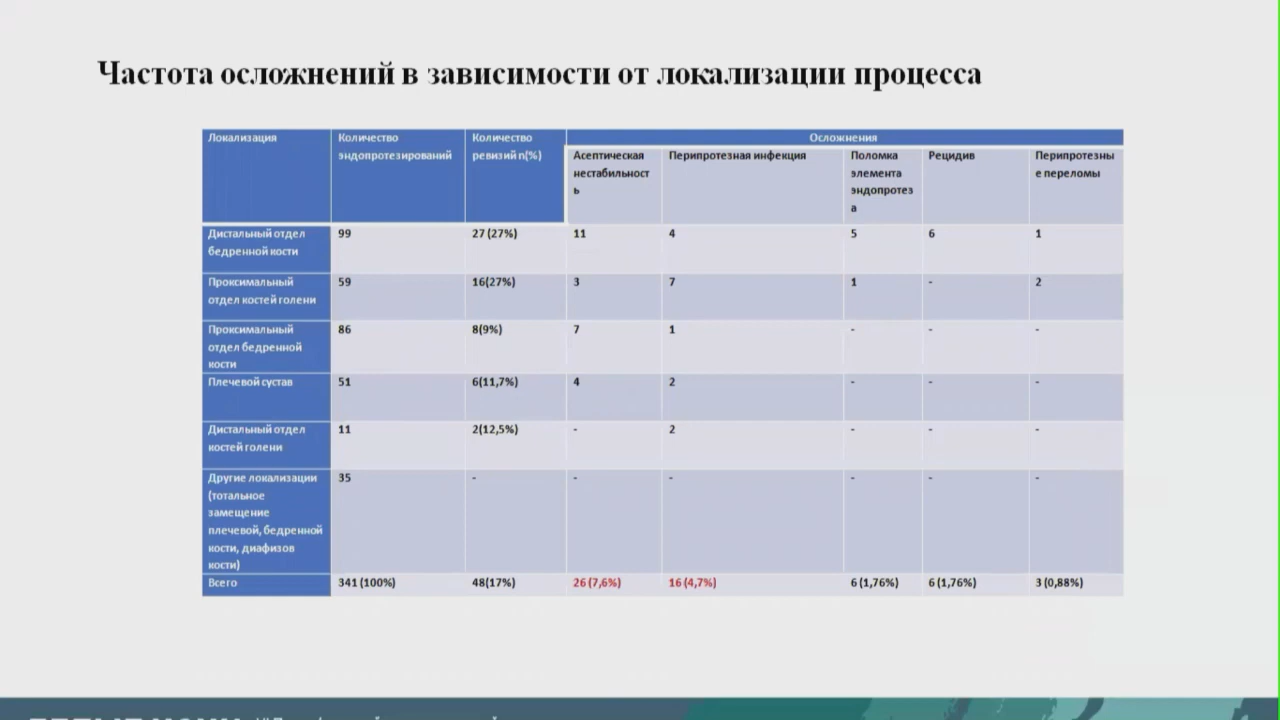 Частота осложнений в зависимости от локализации процесса
Локализация
Количество
эндопротезирований
Количество
ревизий n(%)
Осложнения
Асептическая
нестабильност
ь
Перипротезная инфекция
Поломка
элемента
эндопротез
а
Рецидив
Перипротезны
е переломы
Дистальный отдел
бедренной кости
99
27 (27%)
11
4
5
6
1
Проксимальный
отдел костей голени
59
16(27%)
3
7
1
-
2
Проксимальный
отдел бедренной
кости
86
8(9%)
7
1
-
-
-
Плечевой сустав
51
6(11,7%)
4
2
-
-
-
Дистальный отдел
костей голени
11
2(12,5%)
-
2
-
-
-
Другие локализации
(тотальное
замещение
плечевой, бедренной
кости, диафизов
кости)
35
-
-
-
-
-
-
Всего
341 (100%)
48(17%)
26 (7,6%)
16 (4,7%)
6 (1,76%)
6 (1,76%)
3 (0,88%)